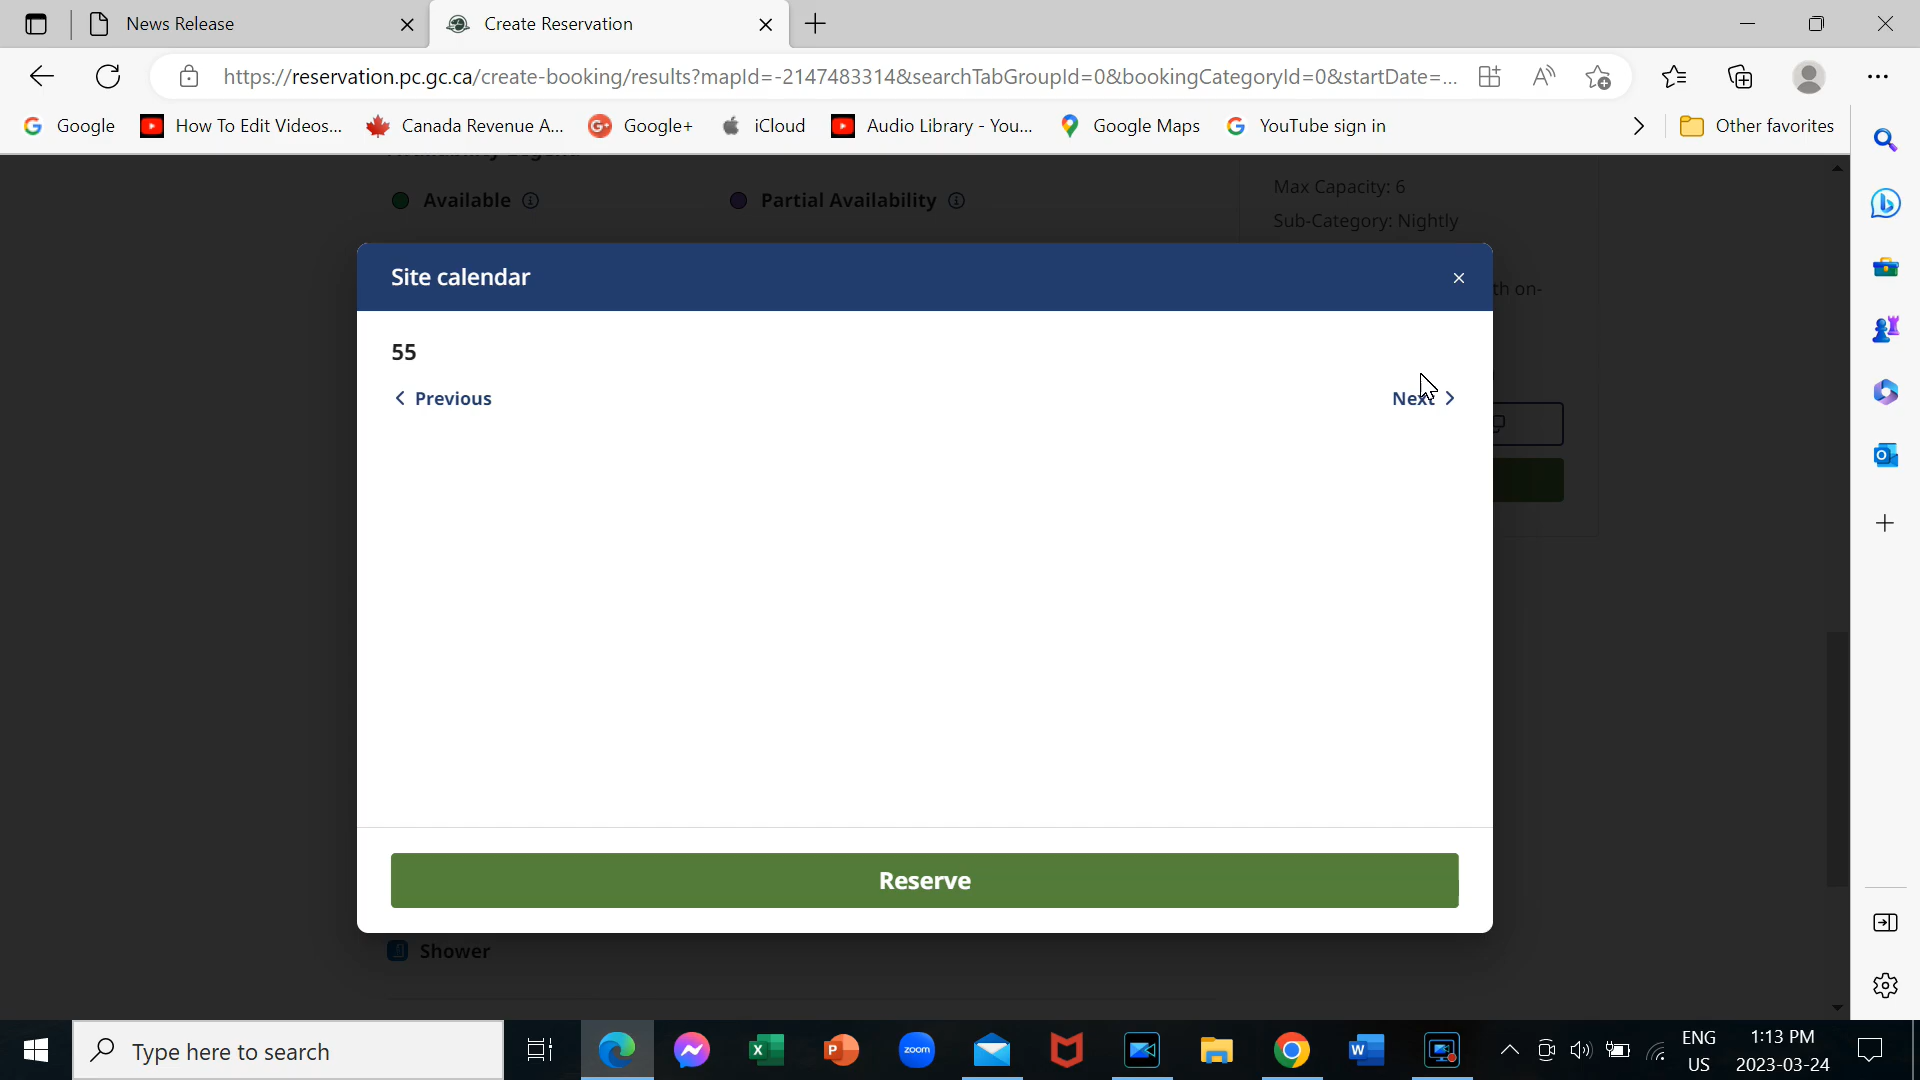 News Release
Create Reservation
https://reservation.pc.gc.ca/create-booking/results?mapId=-2147483314&searchTabGroupId=0&bookingCategoryId=0&startDate=...
Google
How To Edit Videos...
Canada Revenue A...
Google+
iCloud
Audio Library - You...
Google Maps
YouTube sign in
Other favorites
Available
Partial Availability
Max Capacity: 6
Sub-Category: Nightly
th on-
Site calendar
55
Previous
Next
Reserve
Shower
Type here to search
zoom
ENG
US
1:13 PM
2023-03-24